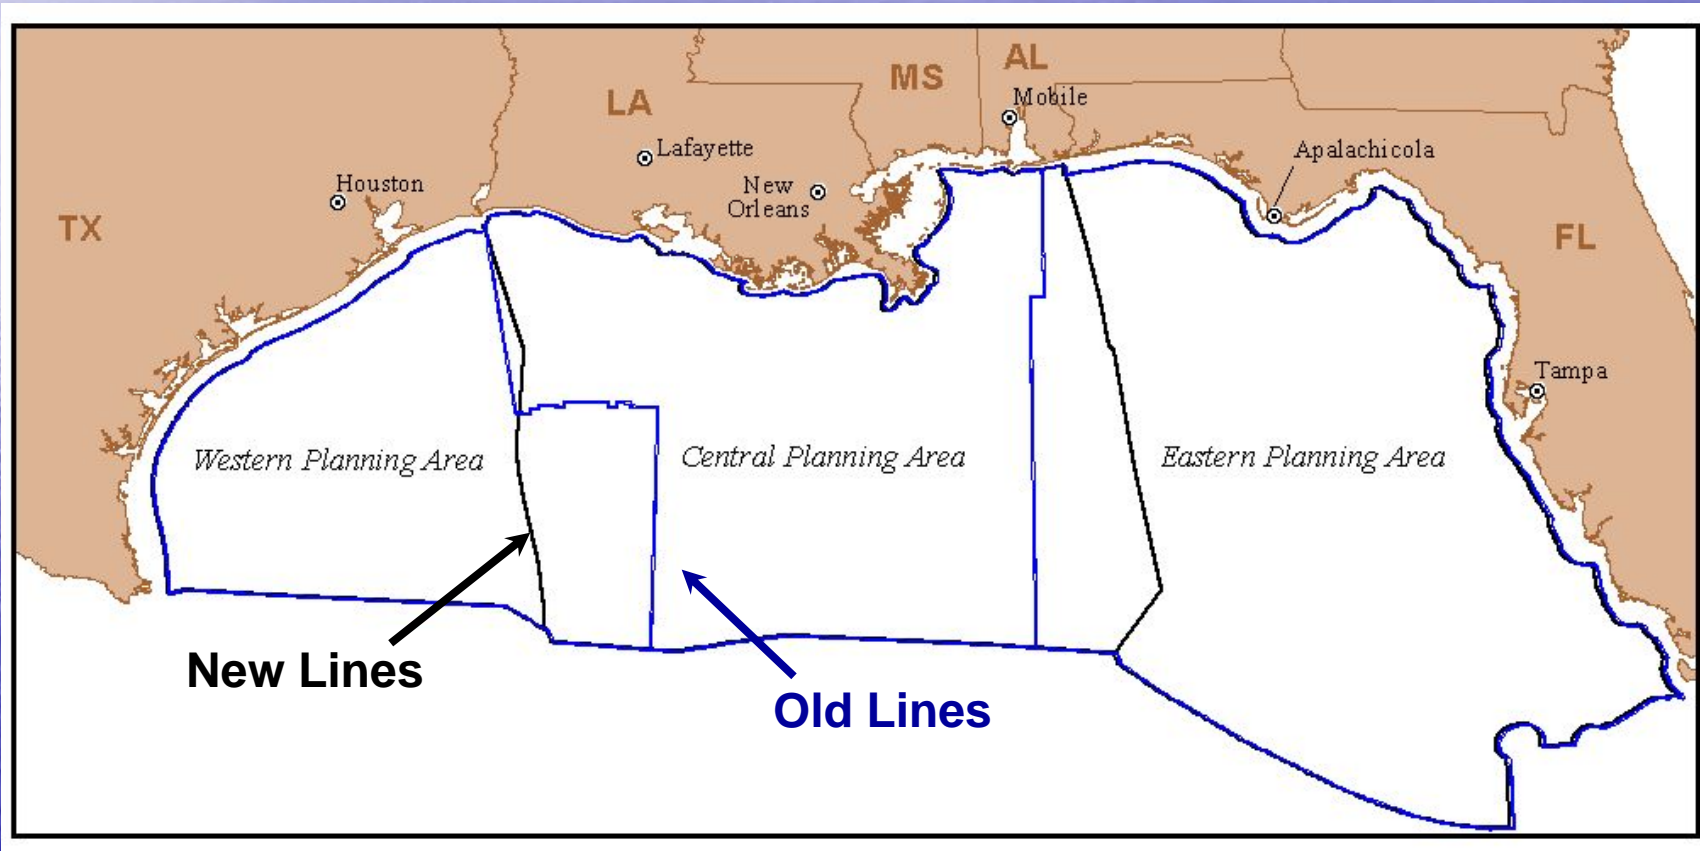 AL
MS
LA
Mobile
Lafayette
Apalachicola
Houston
New
Orleans
TX
FL
Tampa
Western Planning Area
Central Planning Area
Eastern Planning Area
New Lines
Old Lines